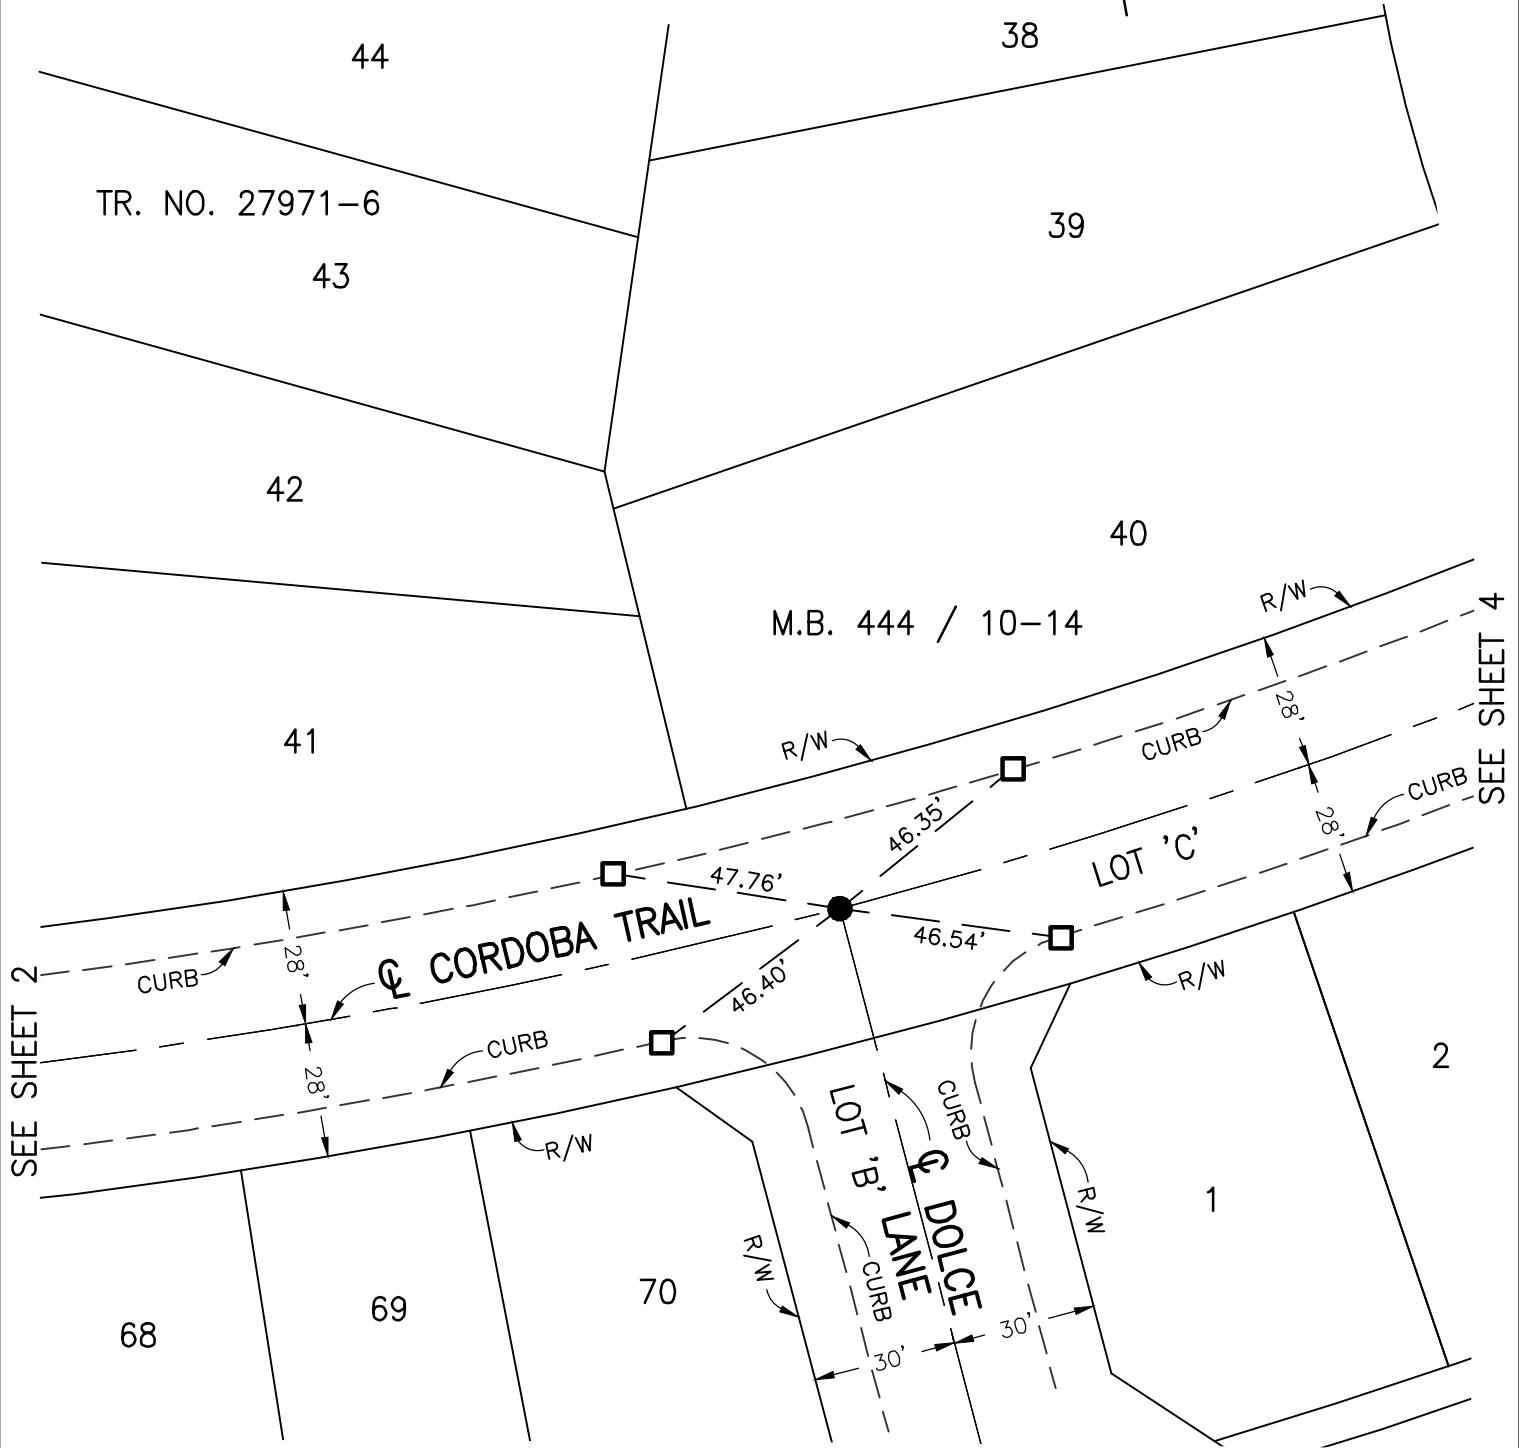 44
38
TR. NO. 27971-6
39
43
42
40
R/W
M.B. 444 / 10-14
SEE SHEET 4
28'
41
R/W
CURB
CURB
46.35'
28'
LOT 'C'
47.76'
℄ CORDOBA TRAIL
46.54'
28'
CURB
46.40'
R/W
SEE SHEET 2
CURB
28'
2
LOT 'B'
CURB
R/W
℄ DOLCE
LANE
R/W
1
R/W
CURB
70
69
68
30'
30'